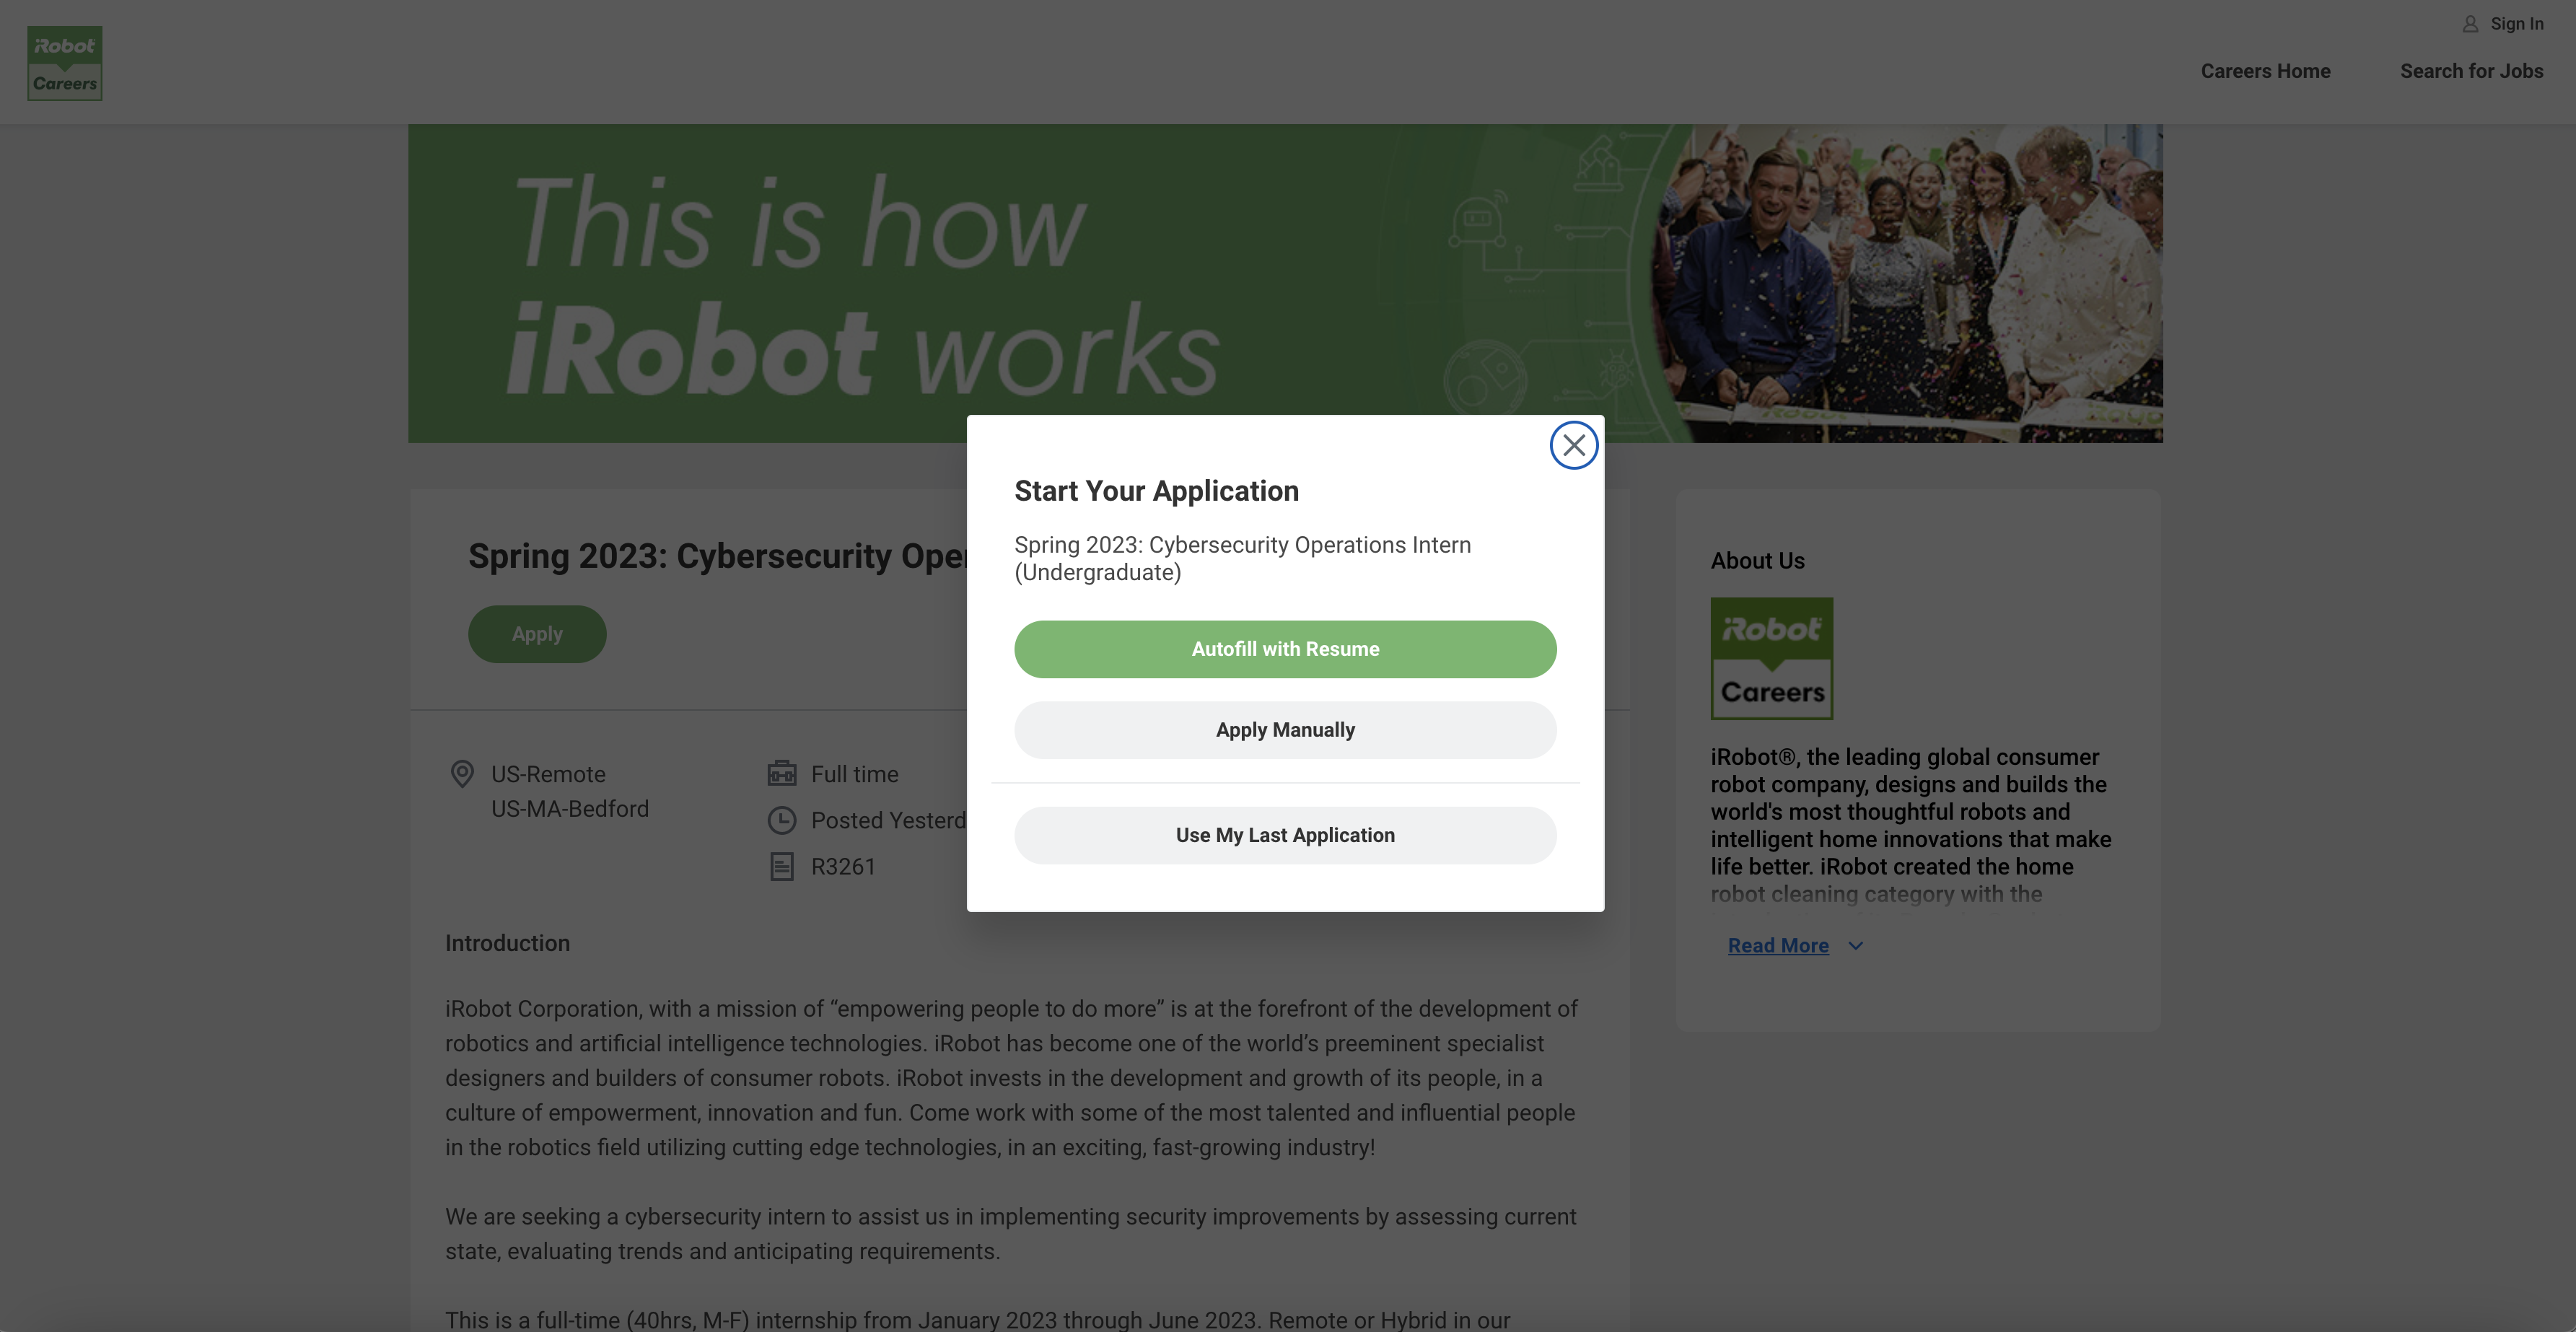 iRobot
Careers
Sign In
Careers Home
Search for Jobs
This is how
iRobot works
Start Your Application
Spring 2023: Cybersecurity Operations Intern
(Undergraduate)
Autofill with Resume
Apply Manually
Use My Last Application
Spring 2023: Cybersecurity Oper
Apply
US-Remote
US-MA-Bedford
Full time
Posted Yesterd
R3261
Introduction
iRobot Corporation, with a mission of “empowering people to do more” is at the forefront of the development of
robotics and artificial intelligence technologies. iRobot has become one of the world’s preeminent specialist
designers and builders of consumer robots. iRobot invests in the development and growth of its people, in a
culture of empowerment, innovation and fun. Come work with some of the most talented and influential people
in the robotics field utilizing cutting edge technologies, in an exciting, fast-growing industry!
We are seeking a cybersecurity intern to assist us in implementing security improvements by assessing current
state, evaluating trends and anticipating requirements.
This is a full-time (40hrs, M-F) internship from January 2023 through June 2023. Remote or Hybrid in our
About Us
iRobot
Careers
iRobot®, the leading global consumer
robot company, designs and builds the
world's most thoughtful robots and
intelligent home innovations that make
life better. iRobot created the home
robot cleaning category with the
Read More